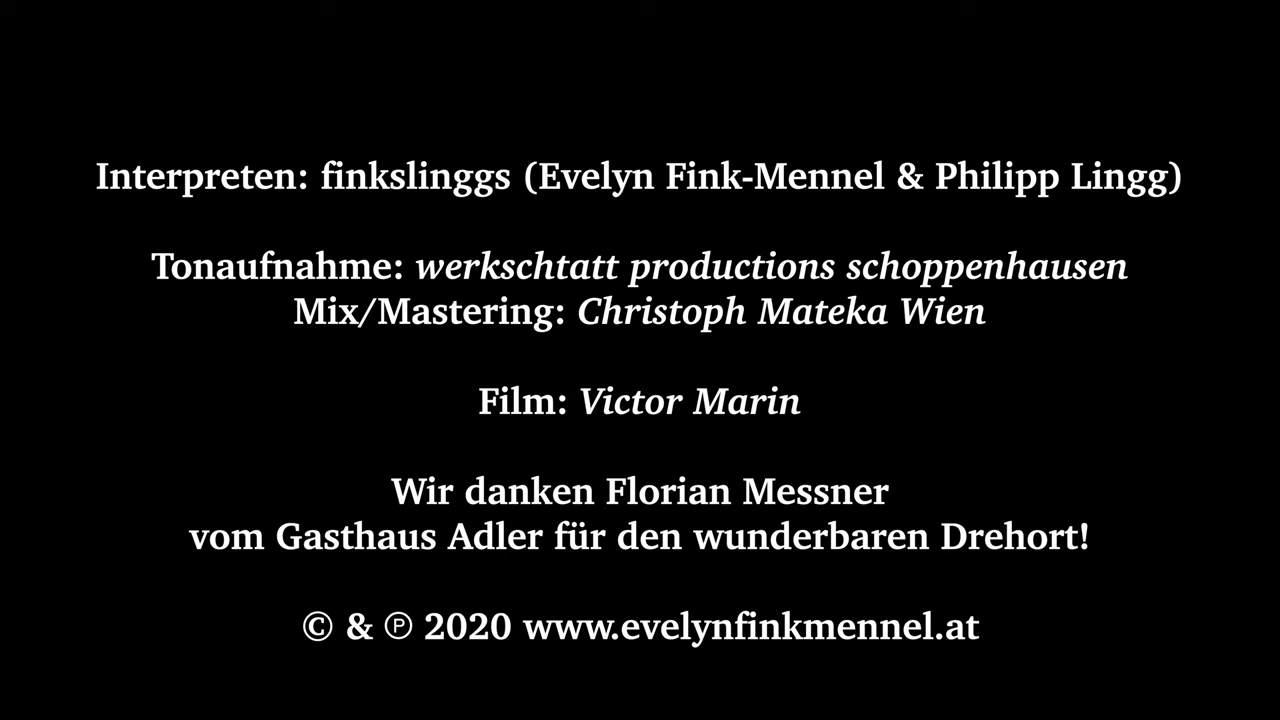 Interpreten: finkslinggs (Evelyn Fink-Mennel & Philipp Lingg)
Tonaufnahme: werkschtatt productions schoppenhausen
Mix/Mastering: Christoph Mateka Wien
Film: Victor Marin
Wir danken Florian Messner
vom Gasthaus Adler für den wunderbaren Drehort!
© & ℗ 2020 www.evelynfinkmennel.at